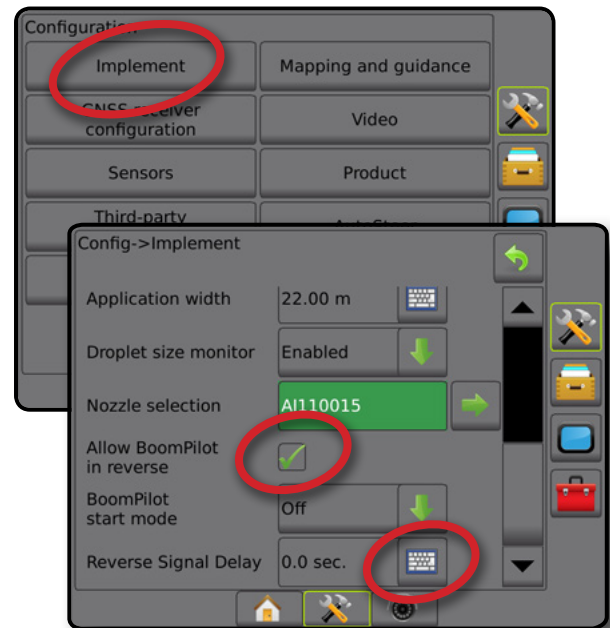 Configuration
Implement
Mapping and guidance
GNSS receiver
configuration
Video
Sensors
Product
Third-party
Config->Implement
Application width
22.00 m
Droplet size monitor
Enabled
Nozzle selection
AI110015
Allow BoomPilot
in reverse
BoomPilot
start mode
Off
Reverse Signal Delay
0.0 sec.